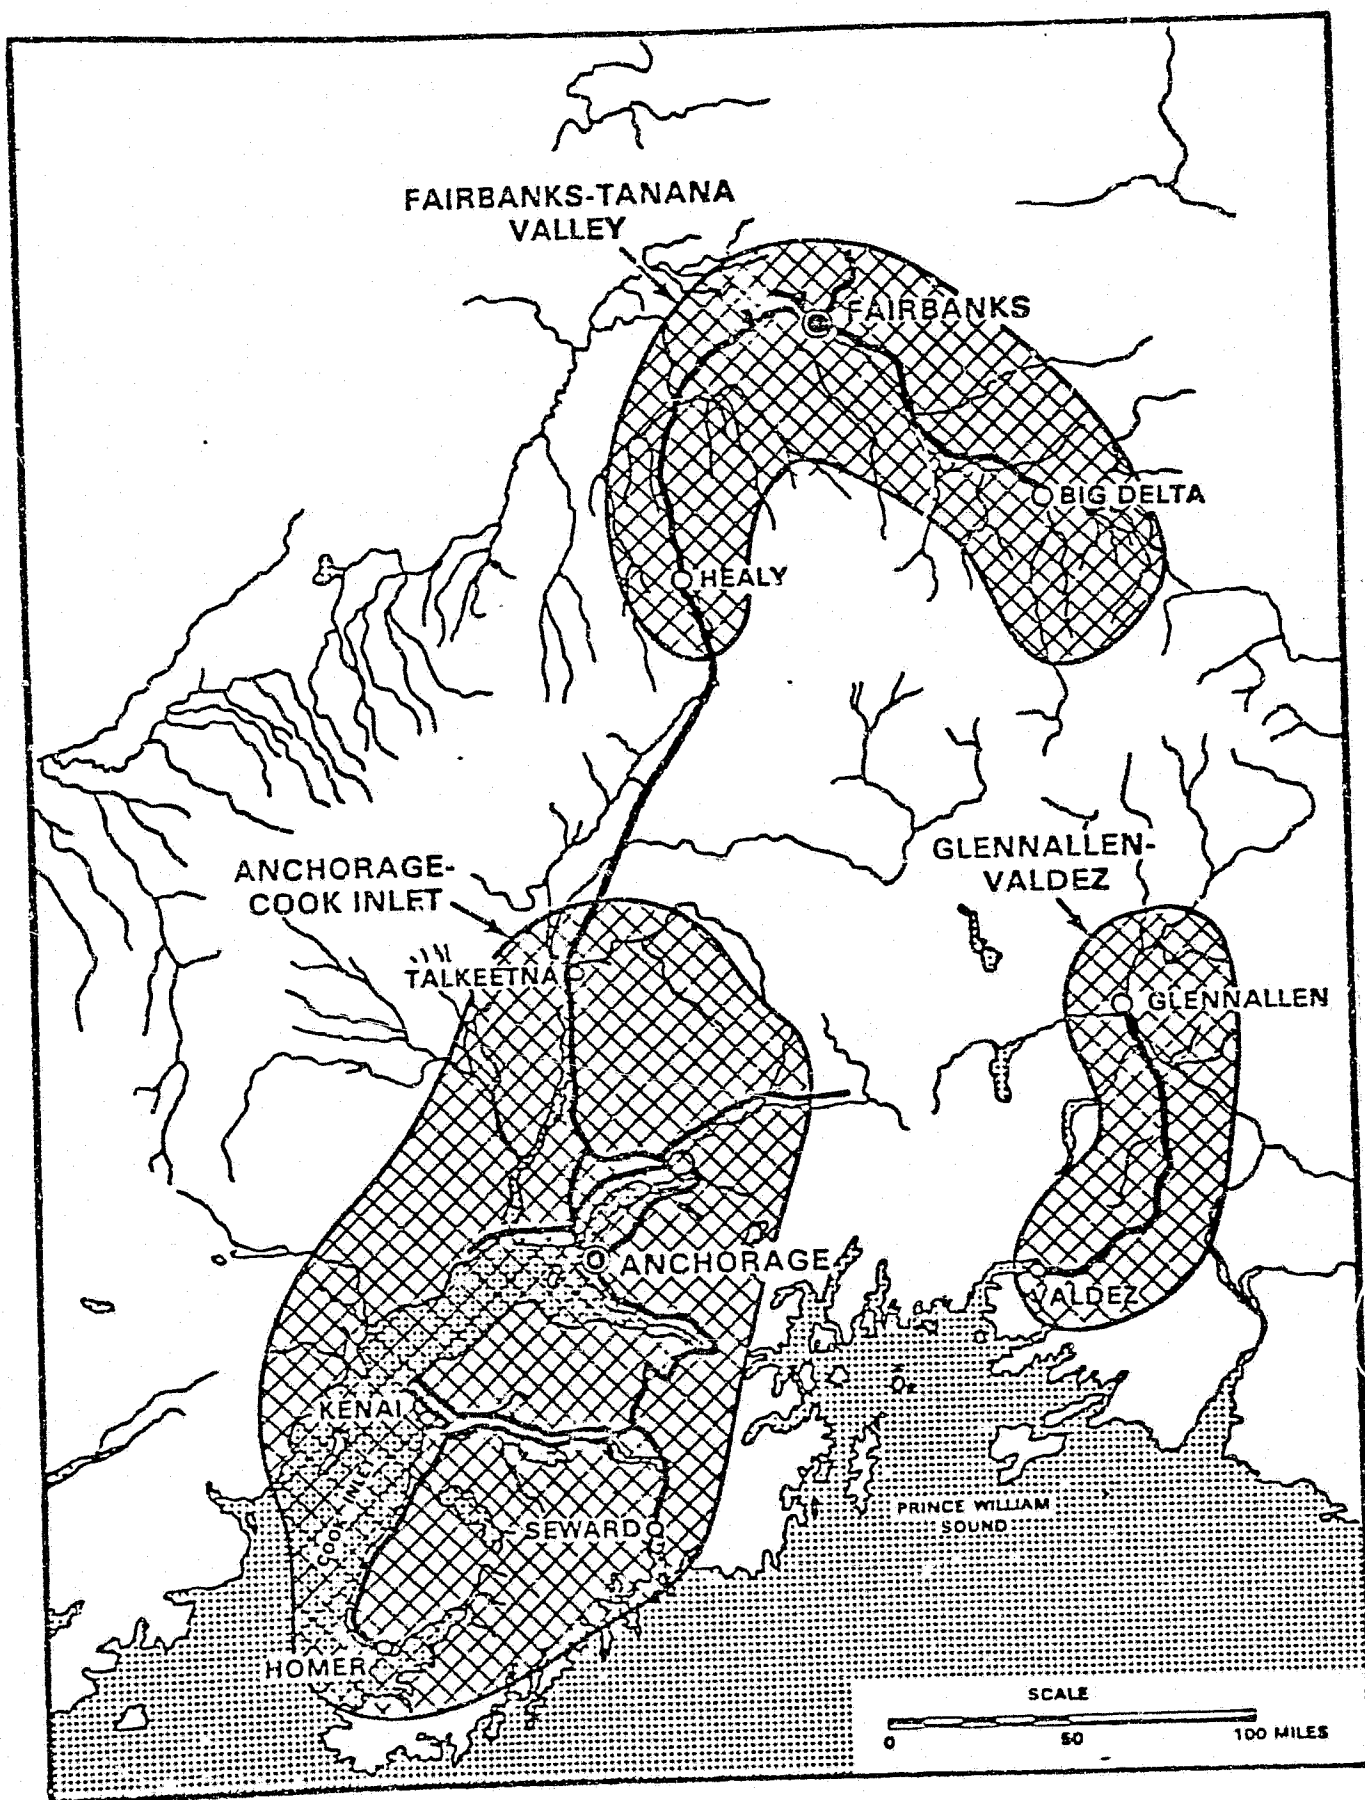 FAIRBANKS-TANANA
VALLEY
FAIRBANKS
BIG DELTA
HEALY
ANCHORAGE-
COOK INLET
GLENNALLEN-
VALDEZ
TALKEETNA
GLENNALLEN
ANCHORAGE
VALDEZ
KENAI
COOK INLET
PRINCE WILLIAM
SOUND
SEWARD
HOMER
SCALE
0 50 100 MILES